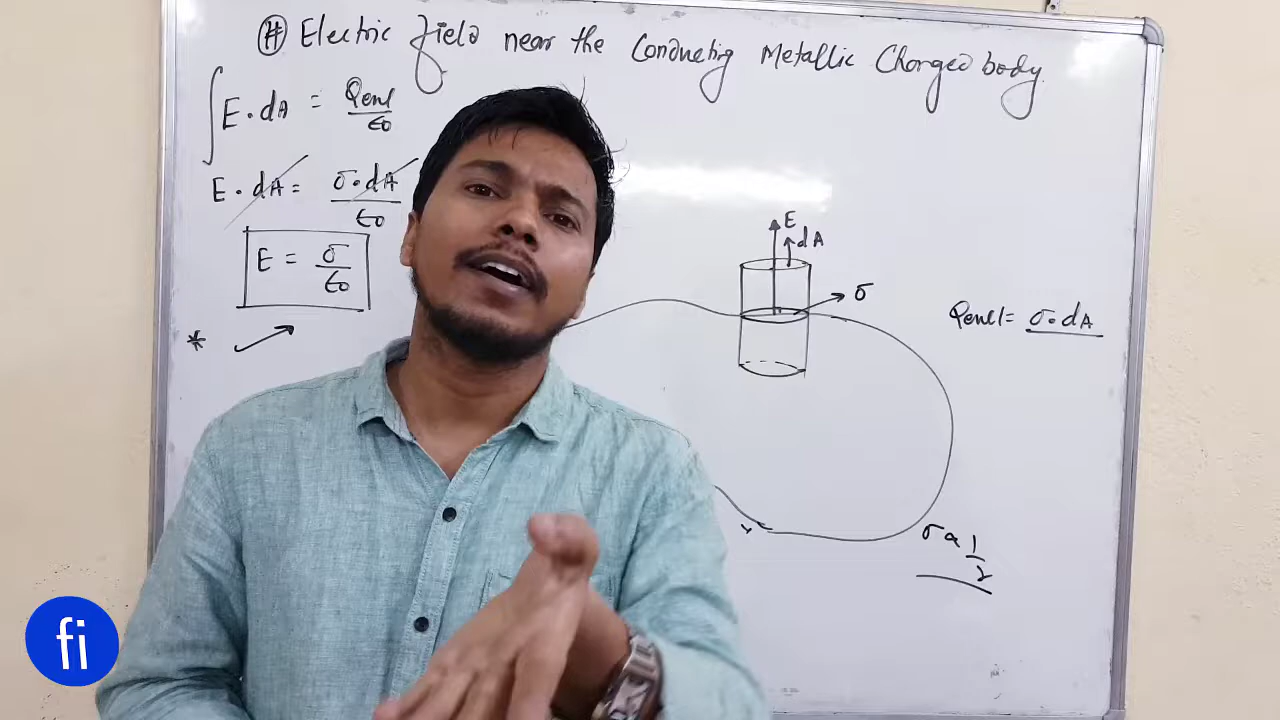 (H) Electric field near the Conducting Metallic Charged body.
∫ E · dA = Qencl / ϵ0
E · dA = σ · dA / ϵ0
E = σ / ϵ0
*
E
dA
σ
Qencl = σ · dA
σ α 1/2
fi